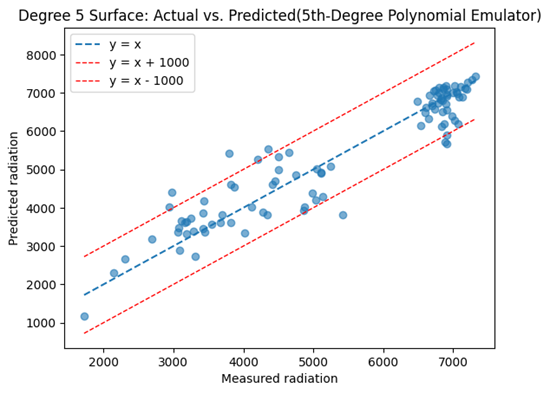 Degree 5 Surface: Actual vs. Predicted(5th-Degree Polynomial Emulator)
y = x
y = x + 1000
y = x - 1000
8000
7000
6000
5000
4000
3000
2000
1000
Predicted radiation
2000 3000 4000 5000 6000 7000
Measured radiation